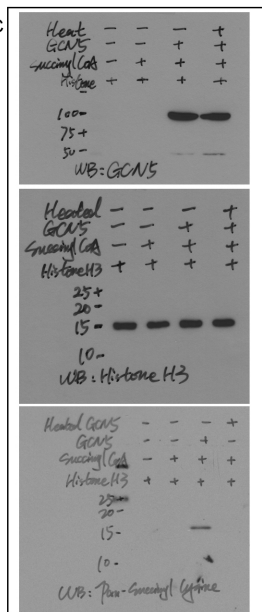 C
Heat - - - +
GCN5 - - + +
Succinyl CoA - + + +
Histone + + + +
100-
75+
50-
WB: GCN5
Heated - - - +
GCN5 - - + +
Succinyl CoA - + + +
Histone H3 + + + +
25+
20-
15-
10-
WB: Histone H3
Heated GCN5 - - - +
GCN5 - - + -
Succinyl CoA - + + +
Histone H3 + + + +
25-
20-
15-
10-
WB: Pan-Succinyl Lysine